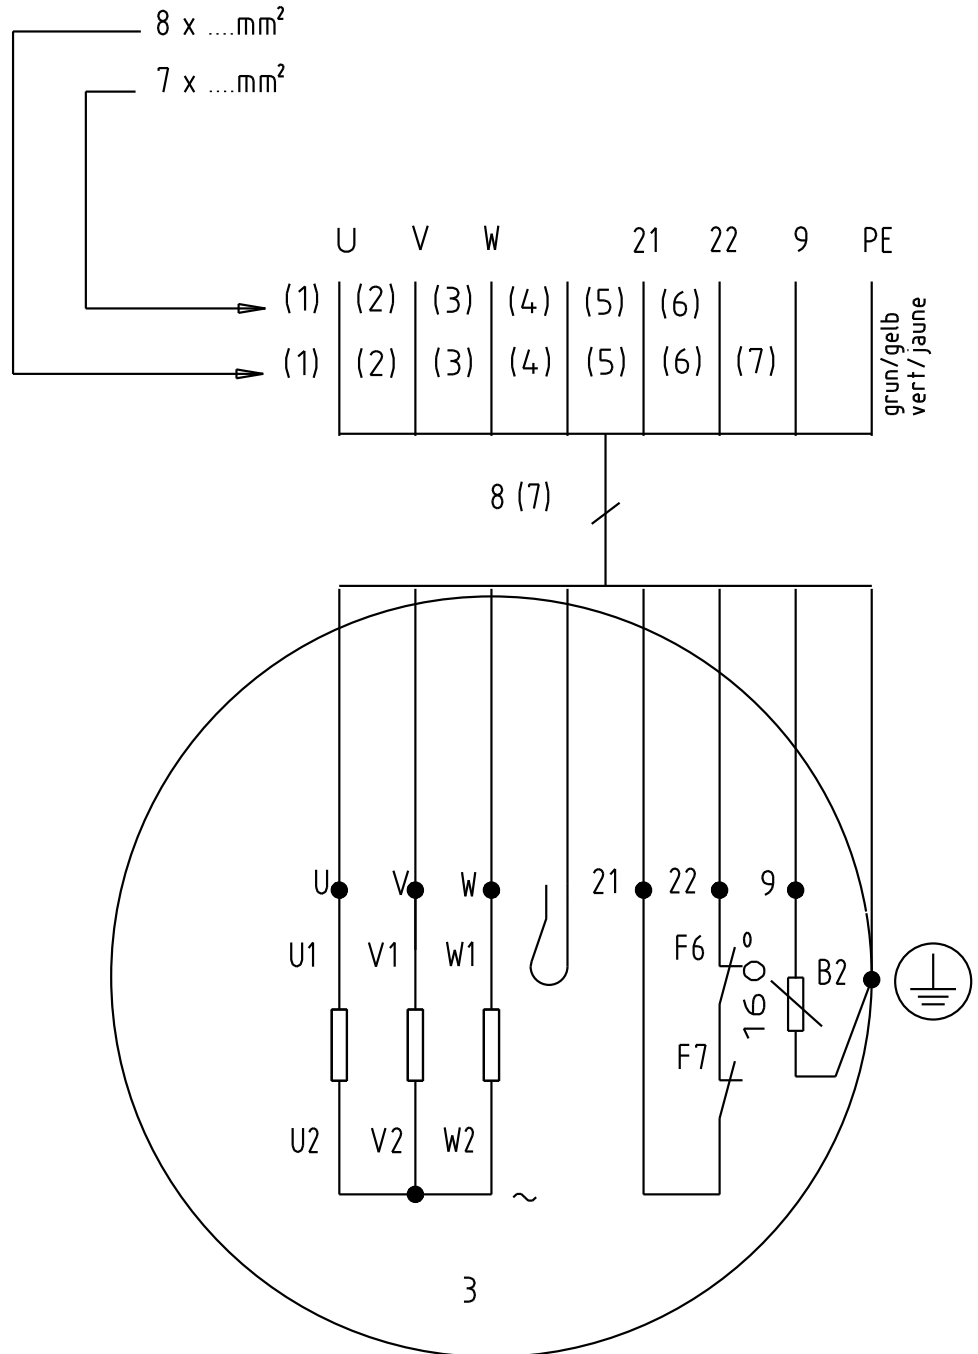 8 x ....mm²
7 x ....mm²
U V W 21 22 9 PE
(1) (2) (3) (4) (5) (6)
(1) (2) (3) (4) (5) (6) (7)
grun/gelb
vert/jaune
8 (7)
U V W 21 22 9
U1 V1 W1 F6 B2
160°
F7
U2 V2 W2
~
3